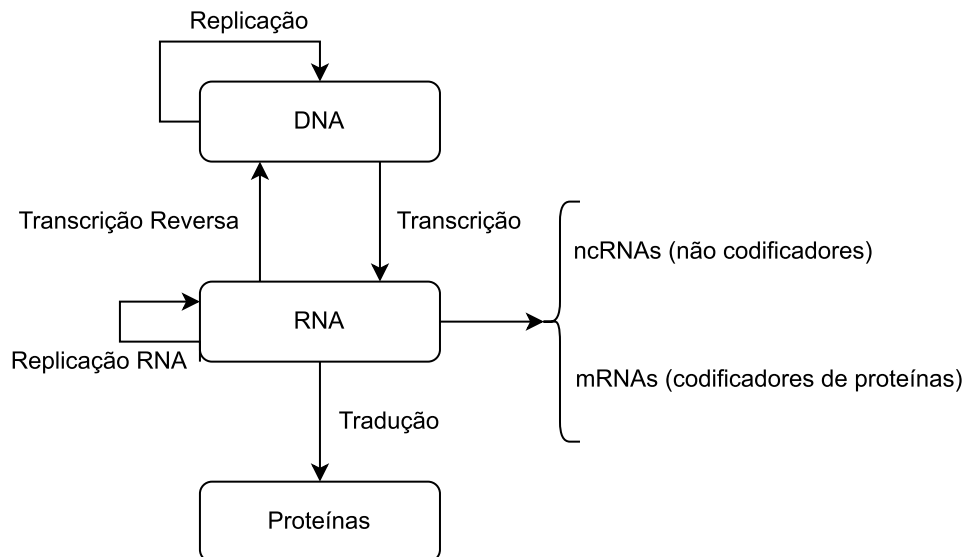 Replicação
DNA
Transcrição Reversa
Transcrição
ncRNAs (não codificadores)
RNA
Replicação RNA
mRNAs (codificadores de proteínas)
Tradução
Proteínas